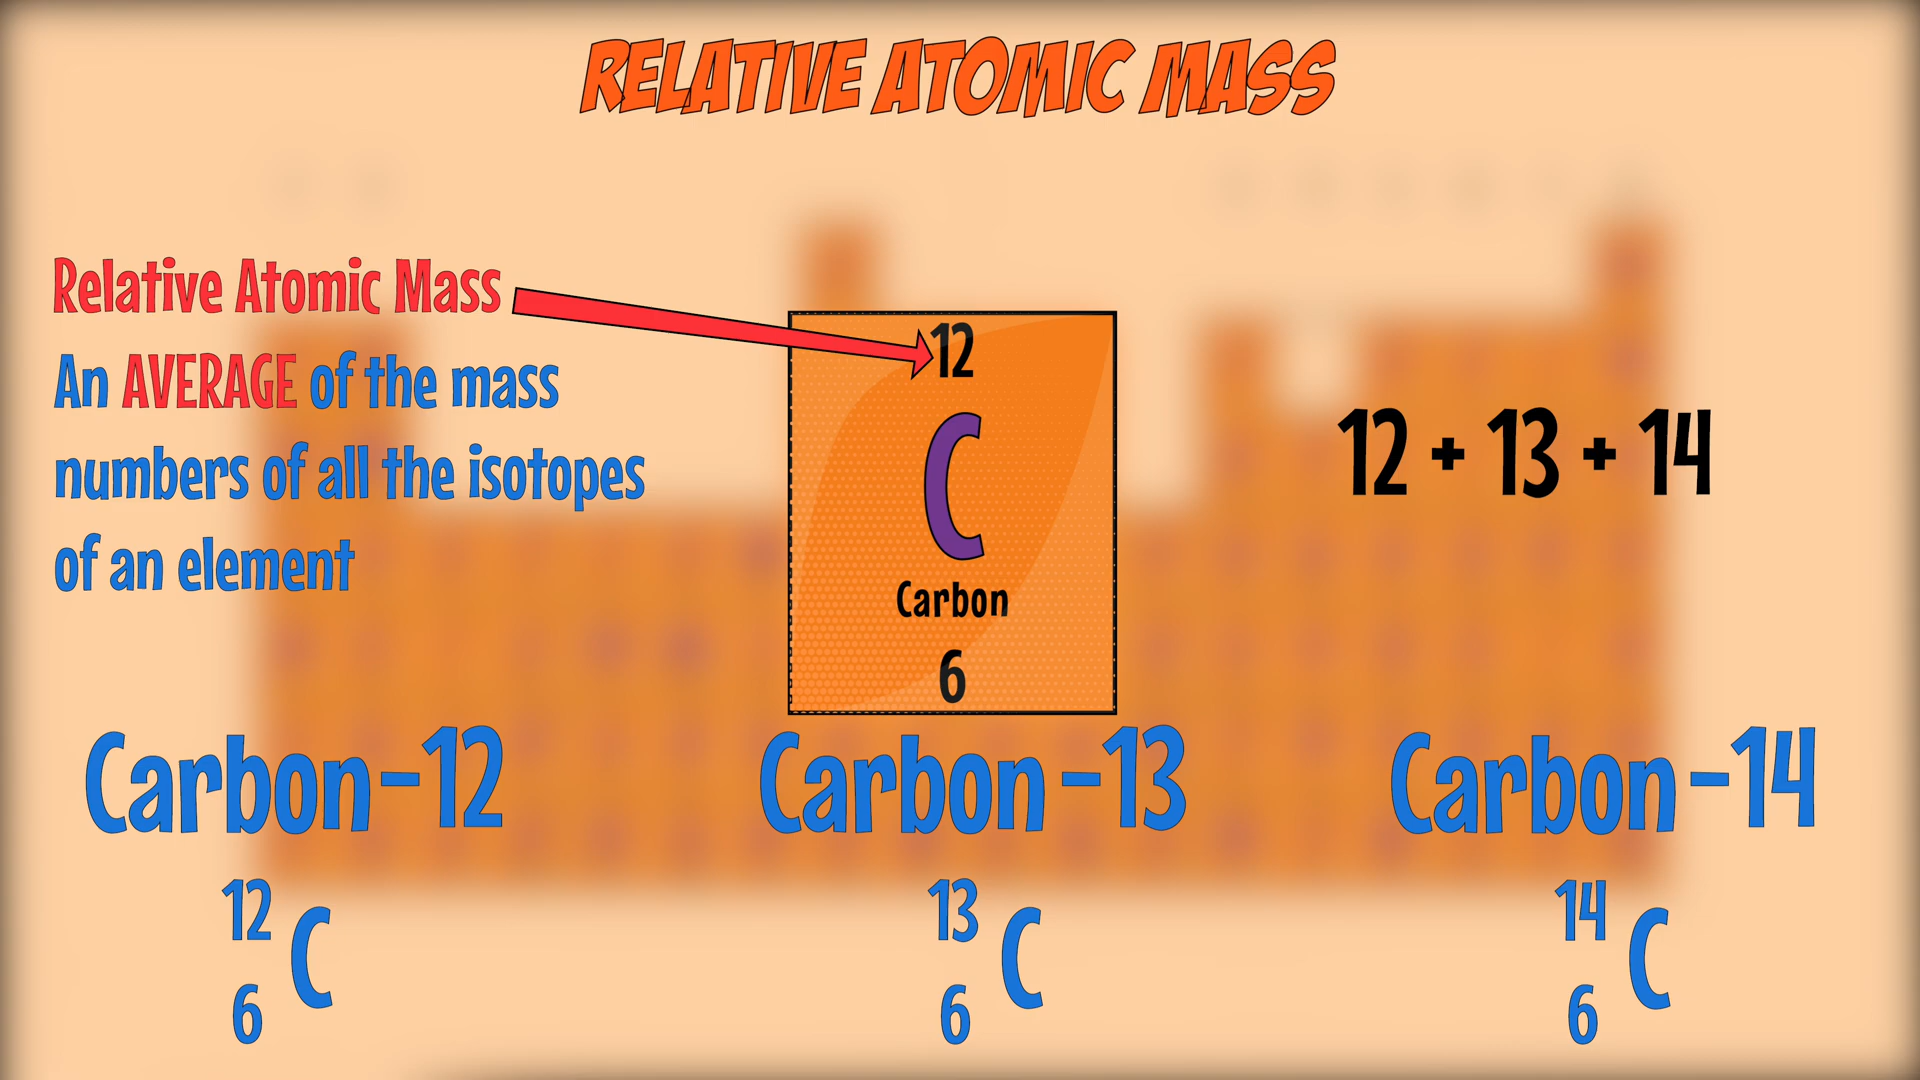 RELATIVE ATOMIC MASS
Relative Atomic Mass
An AVERAGE of the mass
numbers of all the isotopes
of an element
12
C
Carbon
6
12 + 13 + 14
Carbon-12
Carbon-13
Carbon-14
12
6 C
13
6 C
14
6 C